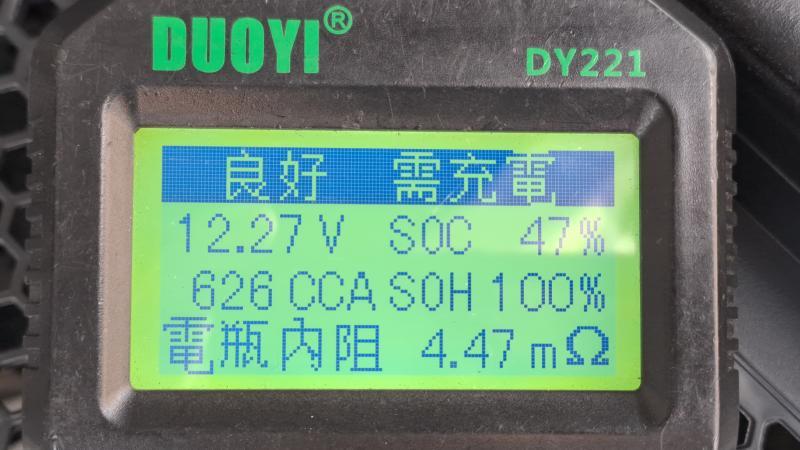 DUOYI®
DY221
良好 需充電
12.27V SOC 47%
626 CCA SOH 100%
電瓶內阻 4.47 mΩ